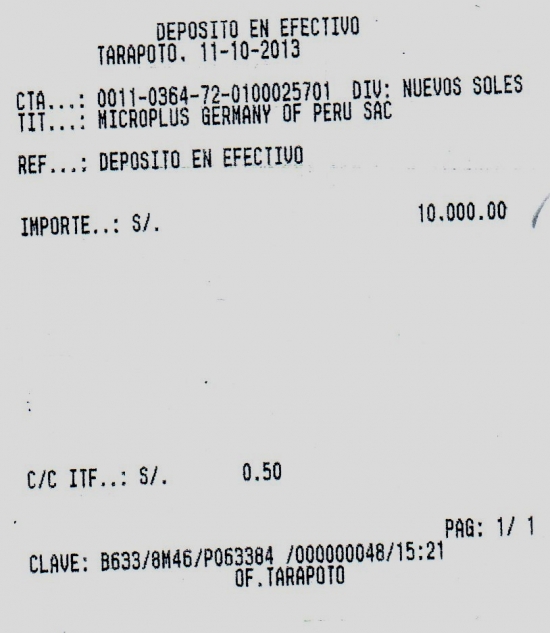 DEPOSITO EN EFECTIVO
TARAPOTO. 11-10-2013
CTA...: 0011-0364-72-0100025701 DIV: NUEVOS SOLES
TIT...: MICROPLUS GERMANY OF PERU SAC
REF...: DEPOSITO EN EFECTIVO
IMPORTE..: S/. 10.000.00
C/C ITF..: S/. 0.50
PAG: 1/ 1
CLAVE: B633/8M46/P063384 /000000048/15:21
OF.TARAPOTO